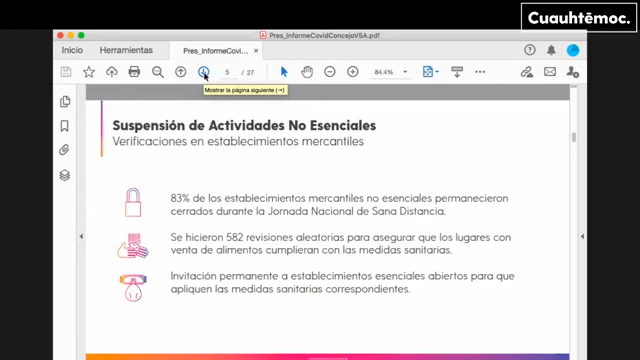 Cuauhtēmoc.
Pres_InformeCovidConcejoVSA.pdf
Inicio Herramientas Pres_InformeCovi... ×
5 / 27 84,4%
Mostrar la página siguiente (→)
Suspensión de Actividades No Esenciales
Verificaciones en establecimientos mercantiles
83% de los establecimientos mercantiles no esenciales permanecieron
cerrados durante la Jornada Nacional de Sana Distancia.
Se hicieron 582 revisiones aleatorias para asegurar que los lugares con
venta de alimentos cumplieran con las medidas sanitarias.
Invitación permanente a establecimientos esenciales abiertos para que
apliquen las medidas sanitarias correspondientes.